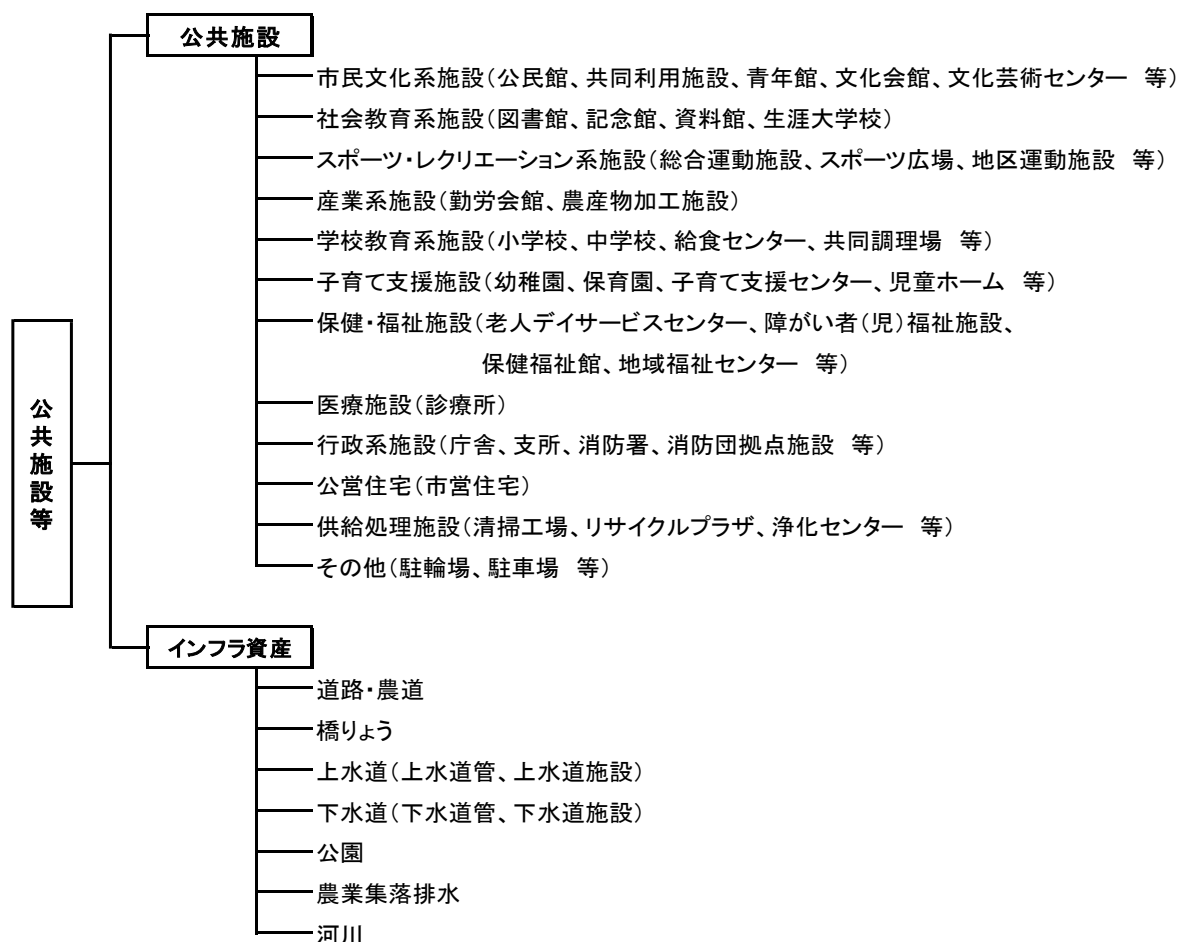 公共施設等
公共施設
市民文化系施設（公民館、共同利用施設、青年館、文化会館、文化芸術センター　等）
社会教育系施設（図書館、記念館、資料館、生涯大学校）
スポーツ・レクリエーション系施設（総合運動施設、スポーツ広場、地区運動施設　等）
産業系施設（勤労会館、農産物加工施設）
学校教育系施設（小学校、中学校、給食センター、共同調理場　等）
子育て支援施設（幼稚園、保育園、子育て支援センター、児童ホーム　等）
保健・福祉施設（老人デイサービスセンター、障がい者（児）福祉施設、
保健福祉館、地域福祉センター　等）
医療施設（診療所）
行政系施設（庁舎、支所、消防署、消防団拠点施設　等）
公営住宅（市営住宅）
供給処理施設（清掃工場、リサイクルプラザ、浄化センター　等）
その他（駐輪場、駐車場　等）
インフラ資産
道路・農道
橋りょう
上水道（上水道管、上水道施設）
下水道（下水道管、下水道施設）
公園
農業集落排水
河川